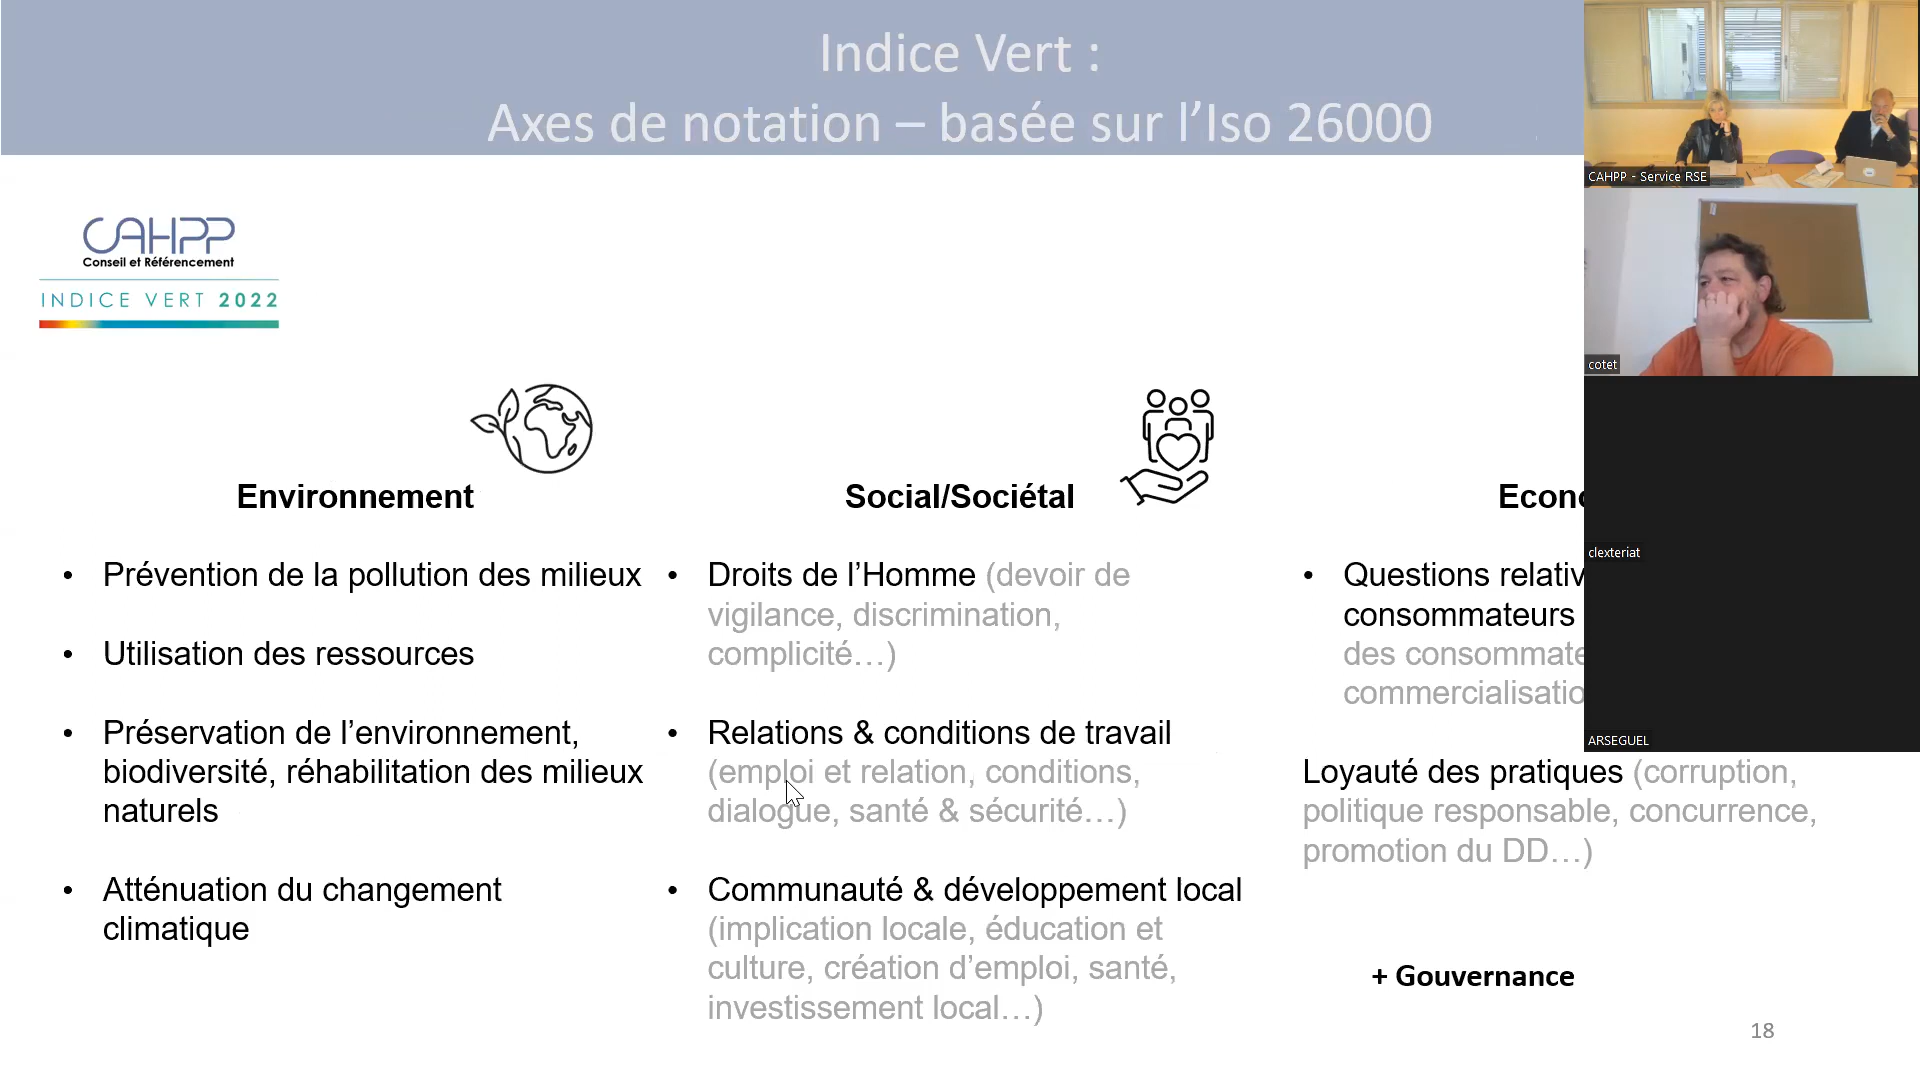 Indice Vert :
Axes de notation – basée sur l’Iso 26000
CAHPP
Conseil et Référencement
INDICE VERT 2022
Environnement
• Prévention de la pollution des milieux
• Utilisation des ressources
• Préservation de l’environnement,
biodiversité, réhabilitation des milieux
naturels
• Atténuation du changement
climatique
Social/Sociétal
• Droits de l’Homme (devoir de
vigilance, discrimination,
complicité…)
• Relations & conditions de travail
(emploi et relation, conditions,
dialogue, santé & sécurité…)
• Communauté & développement local
(implication locale, éducation et
culture, création d’emploi, santé,
investissement local…)
• Questions
consommateurs
des
Loyauté des pratiques (corruption,
politique responsable, concurrence,
promotion du DD…)
+ Gouvernance
18
CAHPP - Service RSE
cotet
clexteriat
ARSEGUEL